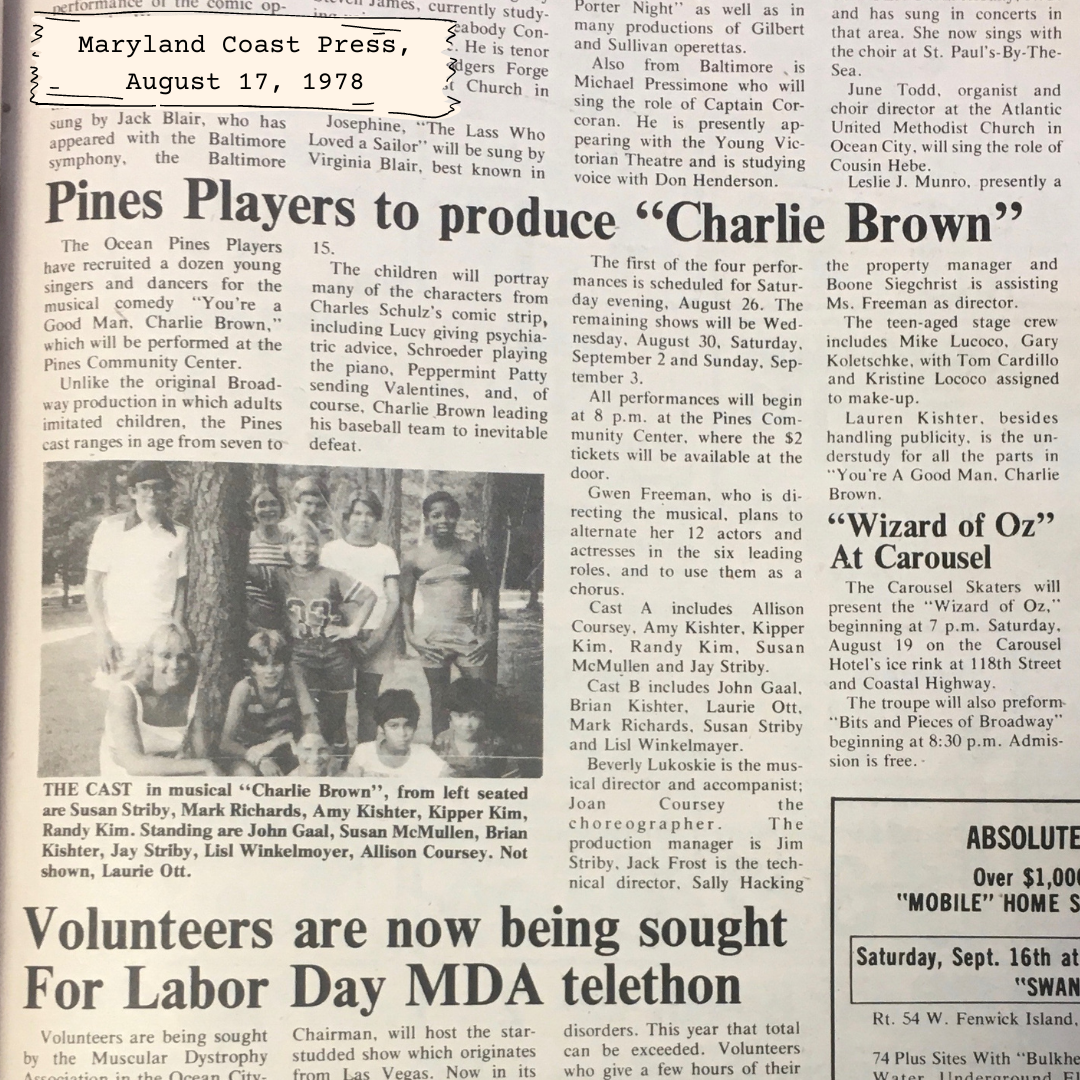 Maryland Coast Press,
August 17, 1978
performance of the comic op-
Steven James, currently study-
eabody Con-
He is tenor
dgers Forge
Church in
Porter Night" as well as in
many productions of Gilbert
and Sullivan operettas.
Also from Baltimore is
Michael Pressimone who will
sing the role of Captain Cor-
coran. He is presently ap-
pearing with the Young Vic-
torian Theatre and is studying
voice with Don Henderson.
and has sung in concerts in
that area. She now sings with
the choir at St. Paul's-By-The-
Sea.
June Todd, organist and
choir director at the Atlantic
United Methodist Church in
Ocean City, will sing the role of
Cousin Hebe.
Leslie J. Munro, presently a
sung by Jack Blair, who has
appeared with the Baltimore
symphony, the Baltimore
Josephine, "The Lass Who
Loved a Sailor" will be sung by
Virginia Blair, best known in
Pines Players to produce "Charlie Brown"
The Ocean Pines Players
have recruited a dozen young
singers and dancers for the
musical comedy "You're a
Good Man, Charlie Brown,"
which will be performed at the
Pines Community Center.
Unlike the original Broad-
way production in which adults
imitated children, the Pines
cast ranges in age from seven to
15.
The children will portray
many of the characters from
Charles Schulz's comic strip,
including Lucy giving psychia-
tric advice, Schroeder playing
the piano, Peppermint Patty
sending Valentines, and, of
course, Charlie Brown leading
his baseball team to inevitable
defeat.
THE CAST in musical "Charlie Brown", from left seated
are Susan Striby, Mark Richards, Amy Kishter, Kipper Kim,
Randy Kim. Standing are John Gaal, Susan McMullen, Brian
Kishter, Jay Striby, Lisl Winkelmoyer, Allison Coursey. Not
shown, Laurie Ott.
The first of the four perfor-
mances is scheduled for Satur-
day evening, August 26. The
remaining shows will be Wed-
nesday, August 30, Saturday,
September 2 and Sunday, Sep-
tember 3.
All performances will begin
at 8 p.m. at the Pines Com-
munity Center, where the $2
tickets will be available at the
door.
Gwen Freeman, who is di-
recting the musical, plans to
alternate her 12 actors and
actresses in the six leading
roles, and to use them as a
chorus.
Cast A includes Allison
Coursey, Amy Kishter, Kipper
Kim, Randy Kim, Susan
McMullen and Jay Striby.
Cast B includes John Gaal,
Brian Kishter, Laurie Ott,
Mark Richards, Susan Striby
and Lisl Winkelmayer.
Beverly Lukoskie is the mus-
ical director and accompanist;
Joan Coursey the
choreographer. The
production manager is Jim
Striby, Jack Frost is the tech-
nical director, Sally Hacking
the property manager and
Boone Siegchrist is assisting
Ms. Freeman as director.
The teen-aged stage crew
includes Mike Lucoco, Gary
Koletschke, with Tom Cardillo
and Kristine Lococo assigned
to make-up.
Lauren Kishter, besides
handling publicity, is the un-
derstudy for all the parts in
"You're A Good Man, Charlie
Brown.
"Wizard of Oz"
At Carousel
The Carousel Skaters will
present the "Wizard of Oz,"
beginning at 7 p.m. Saturday,
August 19 on the Carousel
Hotel's ice rink at 118th Street
and Coastal Highway.
The troupe will also preform
"Bits and Pieces of Broadway"
beginning at 8:30 p.m. Admis-
sion is free.
ABSOLUTE
Over $1,000
"MOBILE" HOME S
Saturday, Sept. 16th at
"SWAN
Rt. 54 W. Fenwick Island,
74 Plus Sites With "Bulkhe
Volunteers are now being sought
For Labor Day MDA telethon
Volunteers are being sought
by the Muscular Dystrophy
Association in the Ocean City-
Chairman, will host the star-
studded show which originates
from Las Vegas. Now in its
disorders. This year that total
can be exceeded. Volunteers
who give a few hours of their